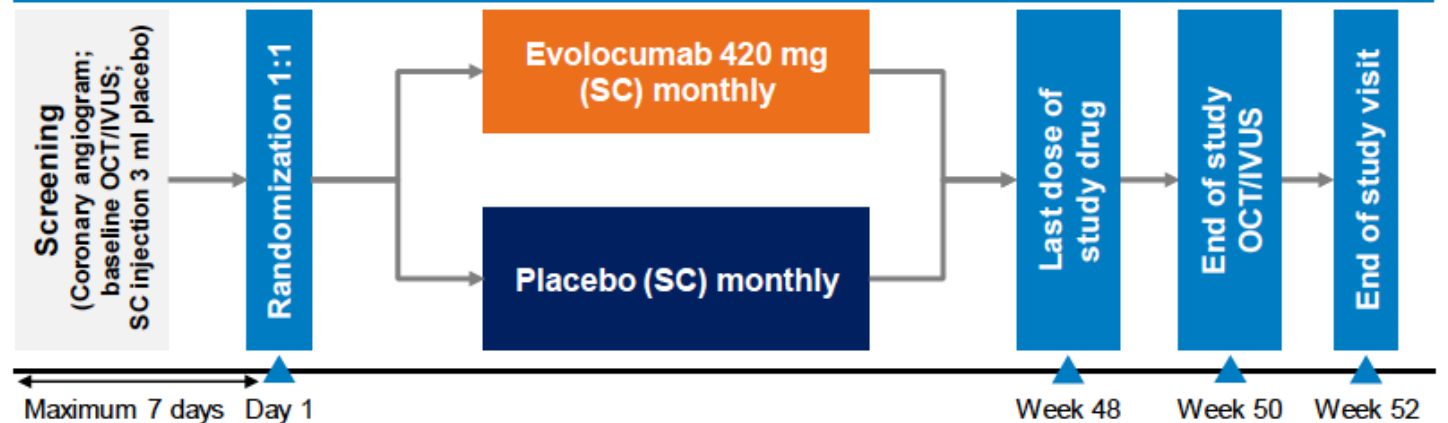 Screening
(Coronary angiogram;
baseline OCT/IVUS;
SC injection 3 ml placebo)
Randomization 1:1
Evolocumab 420 mg
(SC) monthly
Placebo (SC) monthly
Last dose of
study drug
End of study
OCT/IVUS
End of study visit
Maximum 7 days
Day 1
Week 48
Week 50
Week 52